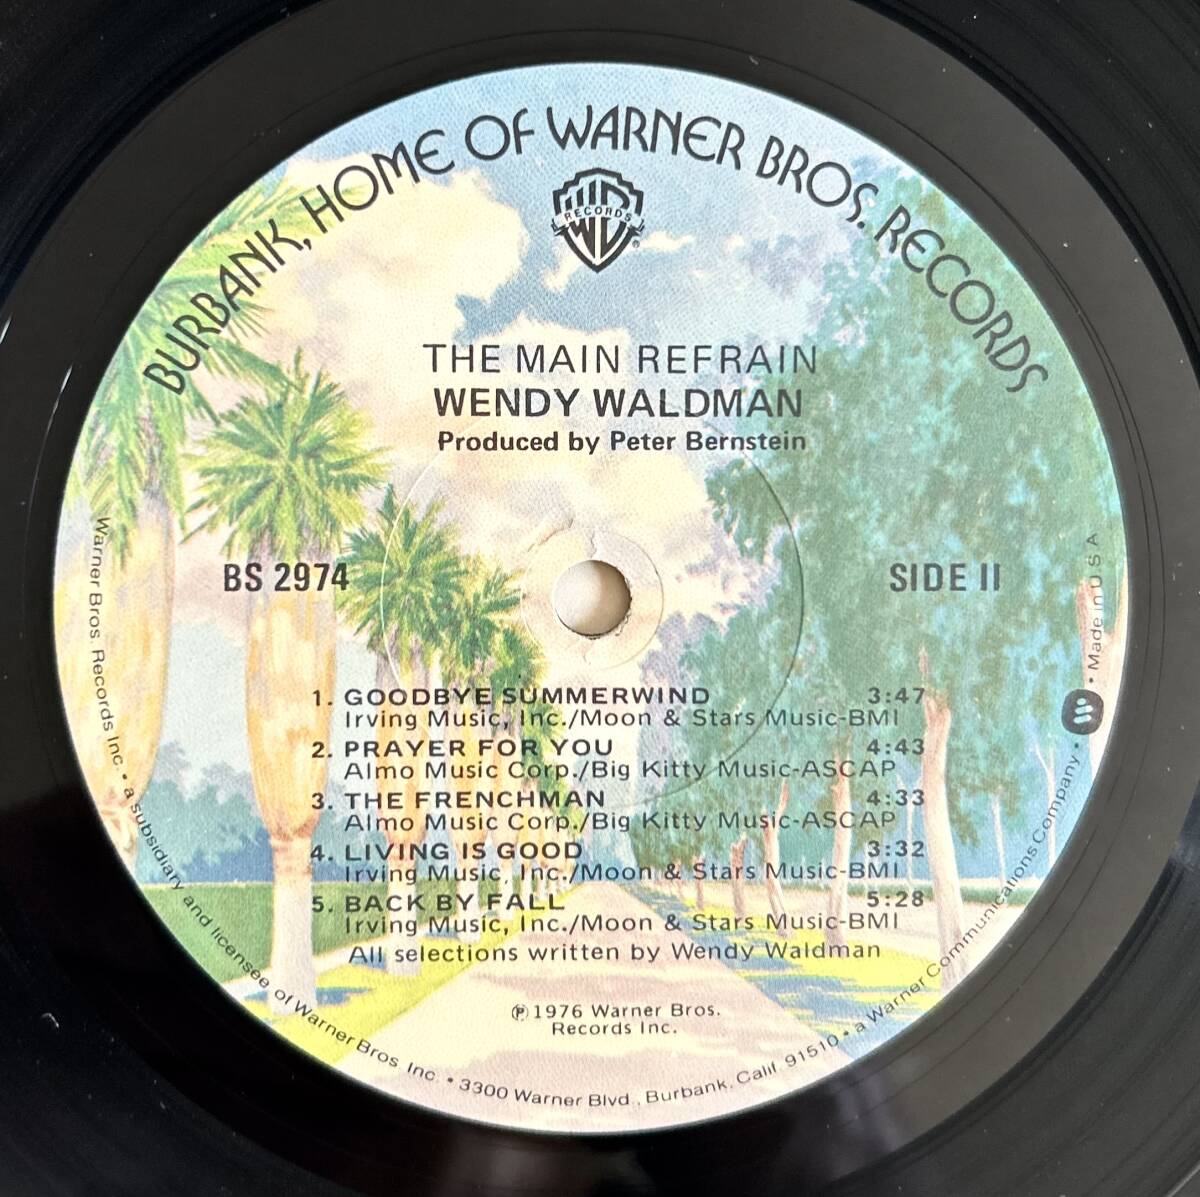 BURBANK, HOME OF WARNER BROS. RECORDS
RECORDS
THE MAIN REFRAIN
WENDY WALDMAN
Produced by Peter Bernstein
BS 2974
SIDE II
1. GOODBYE SUMMERWIND 3:47
Irving Music, Inc./Moon & Stars Music-BMI
2. PRAYER FOR YOU 4:43
Almo Music Corp./Big Kitty Music-ASCAP
3. THE FRENCHMAN 4:33
Almo Music Corp./Big Kitty Music-ASCAP
4. LIVING IS GOOD 3:32
Irving Music, Inc./Moon & Stars Music-BMI
5. BACK BY FALL 5:28
Irving Music, Inc./Moon & Stars Music-BMI
All selections written by Wendy Waldman
℗1976 Warner Bros.
Records Inc.
Warner Bros. Records Inc. • a subsidiary and licensee of Warner Bros. Inc. • 3300 Warner Blvd., Burbank, Calif. 91510 • a Warner Communications Company • Made in U S A